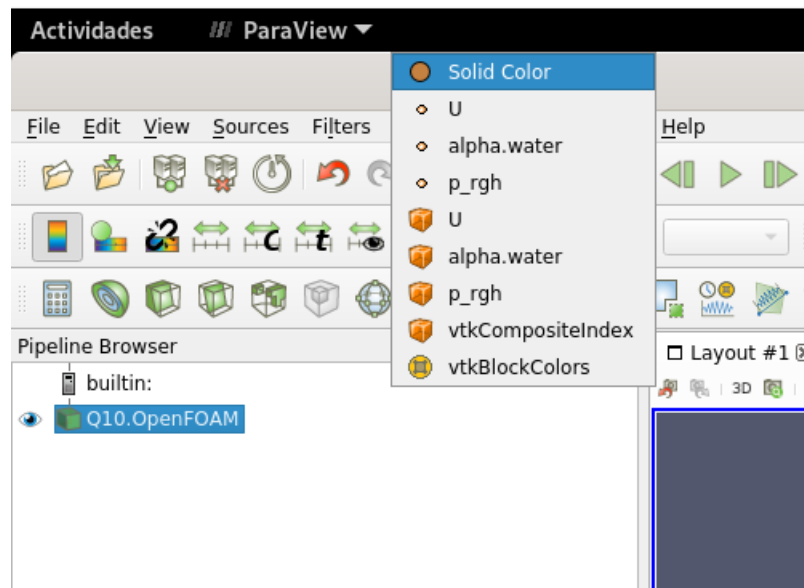 Actividades ParaView
File Edit View Sources Filters Help
Solid Color
U
alpha.water
p_rgh
U
alpha.water
p_rgh
vtkCompositeIndex
vtkBlockColors
Pipeline Browser
builtin:
Q10.OpenFOAM
Layout #1
3D